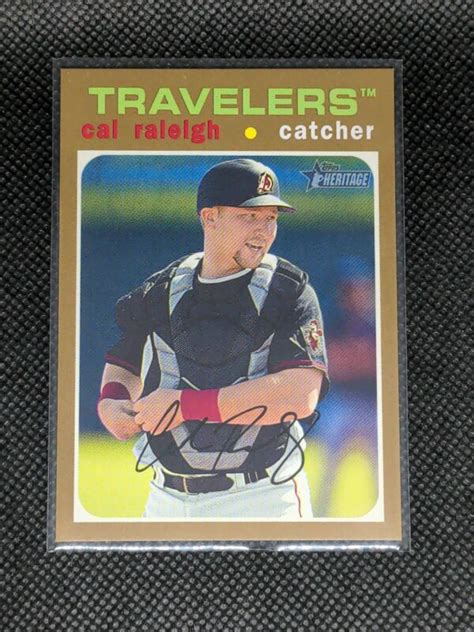 TRAVELERS™
cal raleigh • catcher
Topps
HERITAGE